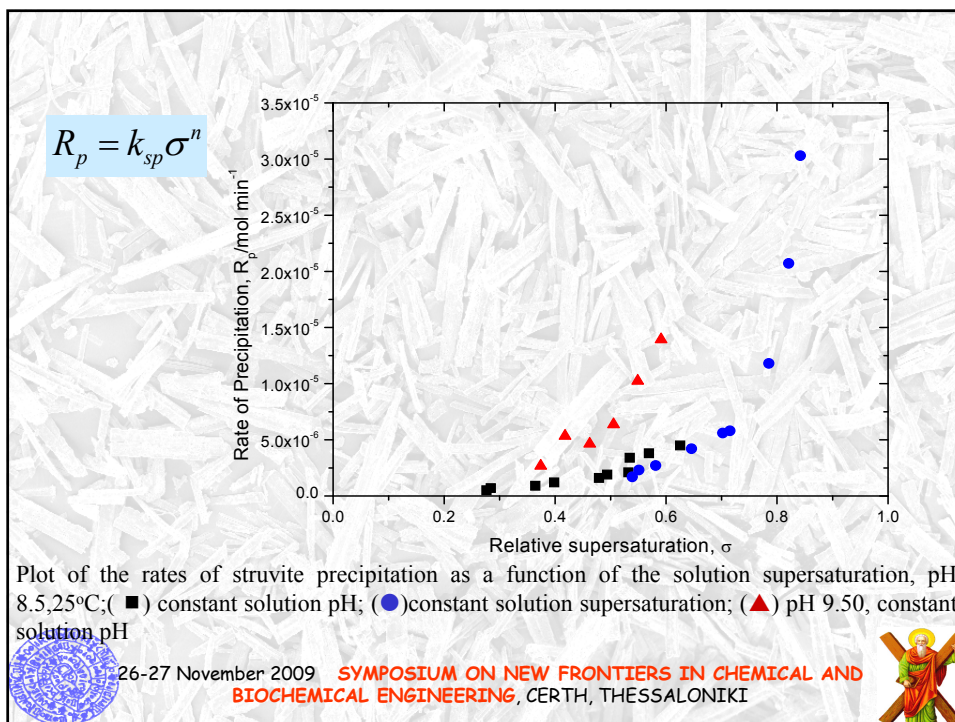 R_p = k_{sp}σ^n
3.5x10^{-5}
3.0x10^{-5}
2.5x10^{-5}
2.0x10^{-5}
1.5x10^{-5}
1.0x10^{-5}
5.0x10^{-6}
0.0
Rate of Precipitation, R_p/mol min^{-1}
0.0 0.2 0.4 0.6 0.8 1.0
Relative supersaturation, σ
Plot of the rates of struvite precipitation as a function of the solution supersaturation, pH
8.5,25°C;( ■ ) constant solution pH; (●)constant solution supersaturation; (▲) pH 9.50, constant
solution pH
26-27 November 2009 SYMPOSIUM ON NEW FRONTIERS IN CHEMICAL AND
BIOCHEMICAL ENGINEERING, CERTH, THESSALONIKI